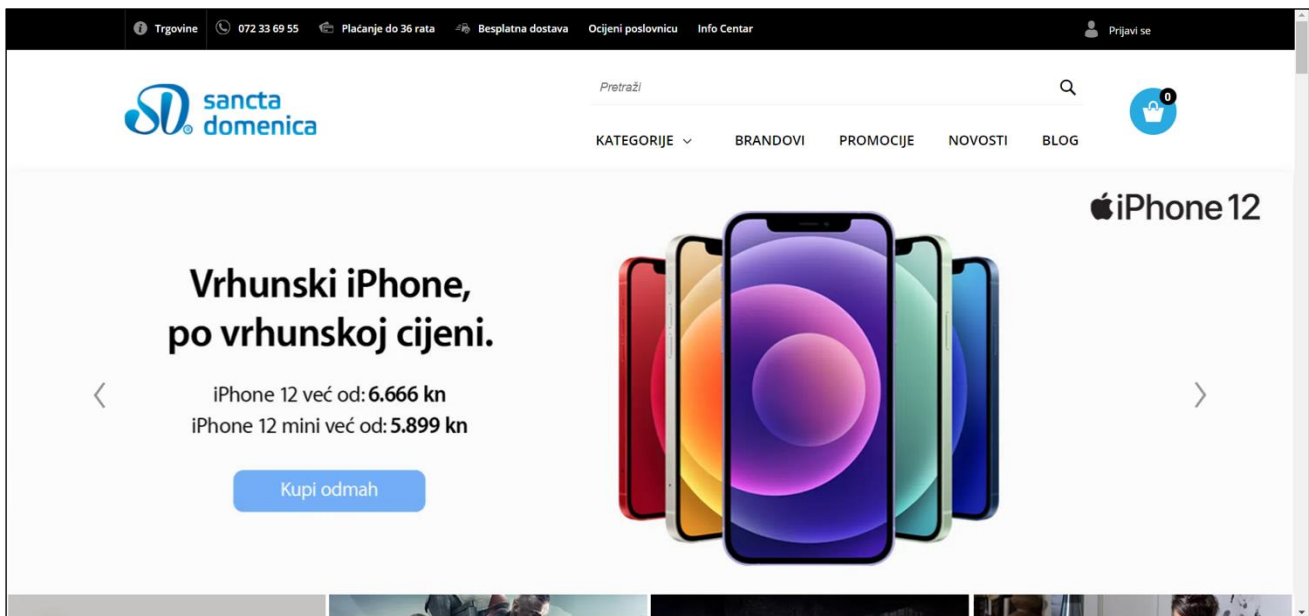 Trgovine 072 33 69 55 Plaćanje do 36 rata Besplatna dostava Ocijeni poslovnicu Info Centar Prijavi se
Pretraži
0
sancta
domenica
KATEGORIJE BRANDOVI PROMOCIJE NOVOSTI BLOG
iPhone 12
Vrhunski iPhone,
po vrhunskoj cijeni.
iPhone 12 već od: 6.666 kn
iPhone 12 mini već od: 5.899 kn
Kupi odmah